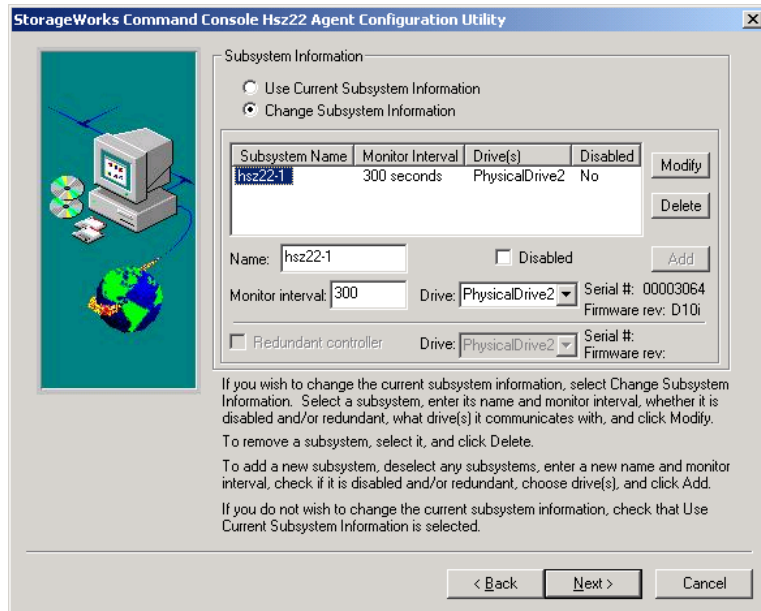 StorageWorks Command Console Hsz22 Agent Configuration Utility
Subsystem Information
Use Current Subsystem Information
Change Subsystem Information
Subsystem Name Monitor Interval Drive(s) Disabled
hsz22-1 300 seconds PhysicalDrive2 No
Modify
Delete
Name: hsz22-1 Disabled Add
Monitor interval: 300 Drive: PhysicalDrive2 Serial #: 00003064
Firmware rev: D10i
Redundant controller Drive: PhysicalDrive2 Serial #:
Firmware rev:
If you wish to change the current subsystem information, select Change Subsystem
Information. Select a subsystem, enter its name and monitor interval, whether it is
disabled and/or redundant, what drive(s) it communicates with, and click Modify.
To remove a subsystem, select it, and click Delete.
To add a new subsystem, deselect any subsystems, enter a new name and monitor
interval, check if it is disabled and/or redundant, choose drive(s), and click Add.
If you do not wish to change the current subsystem information, check that Use
Current Subsystem Information is selected.
< Back Next > Cancel